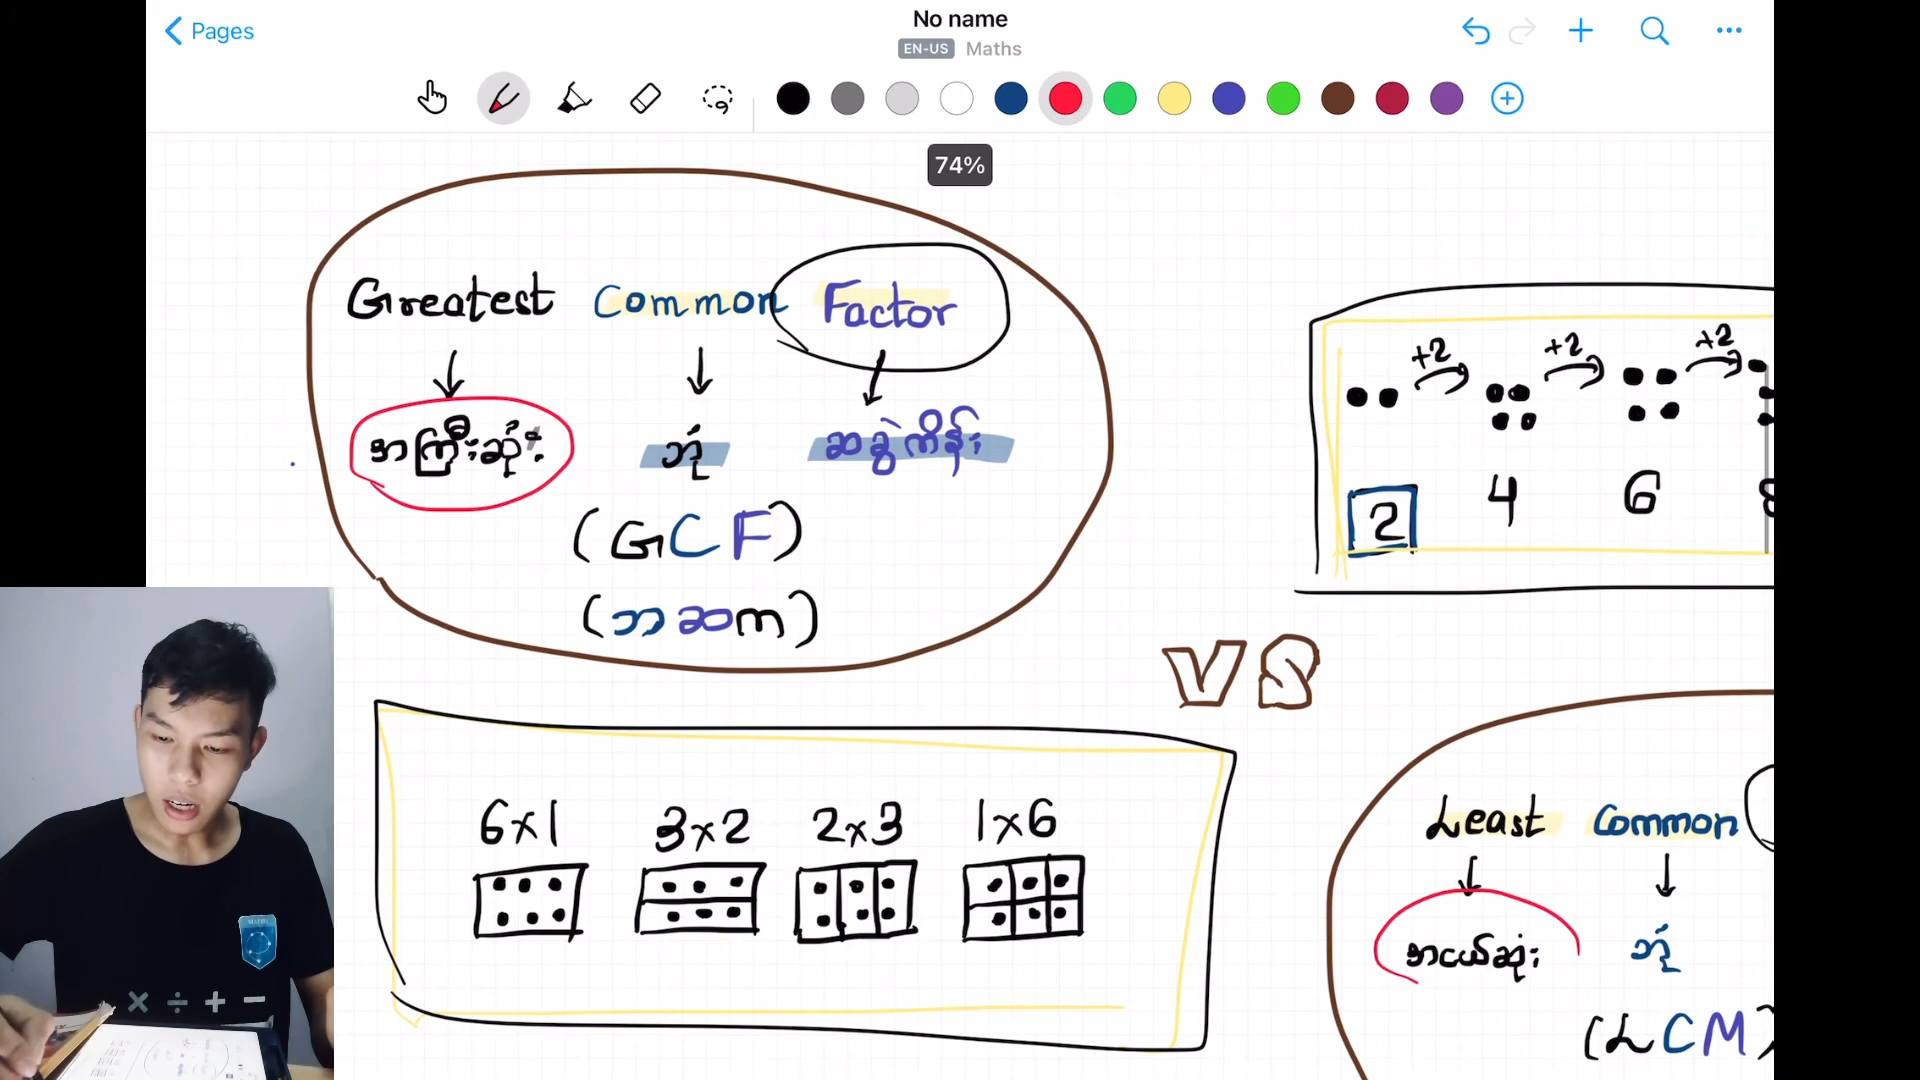 Pages
No name
EN-US Maths
74%
Greatest Common Factor
အကြီးဆုံး ဘုံ ဆခွဲကိန်း
(GCF)
(ဘဆက)
+2 +2 +2
2 4 6
VS
6x1 3x2 2x3 1x6
Least Common
အငယ်ဆုံး ဘုံ
(LCM)
× ÷ + −